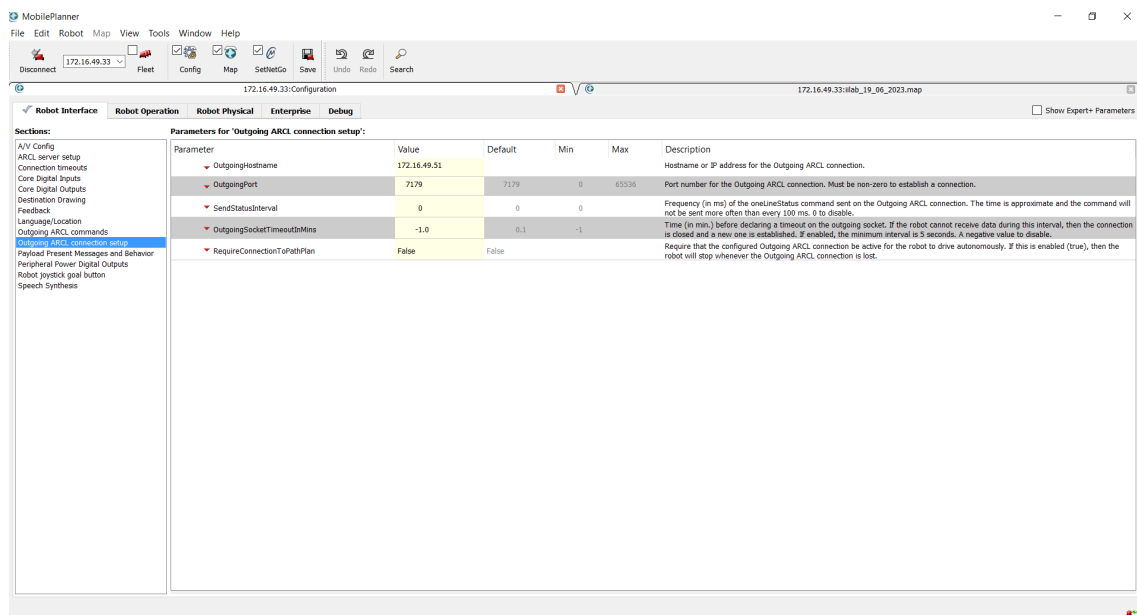 MobilePlanner
File Edit Robot Map View Tools Window Help
Disconnect
172.16.49.33
Fleet
Config
Map
SetNetGo
Save
Undo
Redo
Search
172.16.49.33:Configuration
172.16.49.33::iilab_19_06_2023.map
Robot Interface Robot Operation Robot Physical Enterprise Debug
Show Expert+ Parameters
Sections:
A/V Config
ARCL server setup
Connection timeouts
Core Digital Inputs
Core Digital Outputs
Destination Drawing
Feedback
Language/Location
Outgoing ARCL commands
Outgoing ARCL connection setup
Payload Present Messages and Behavior
Peripheral Power Digital Outputs
Robot joystick goal button
Speech Synthesis
Parameters for 'Outgoing ARCL connection setup':
Parameter Value Default Min Max Description
OutgoingHostname 172.16.49.51 Hostname or IP address for the Outgoing ARCL connection.
OutgoingPort 7179 7179 0 65536 Port number for the Outgoing ARCL connection. Must be non-zero to establish a connection.
SendStatusInterval 0 0 0 Frequency (in ms) of the oneLineStatus command sent on the Outgoing ARCL connection. The time is approximate and the command will
not be sent more often than every 100 ms. 0 to disable.
OutgoingSocketTimeoutInMins -1.0 0.1 -1 Time (in min.) before declaring a timeout on the outgoing socket. If the robot cannot receive data during this interval, then the connection
is closed and a new one is established. If enabled, the minimum interval is 5 seconds. A negative value to disable.
RequireConnectionToPathPlan False False Require that the configured Outgoing ARCL connection be active for the robot to drive autonomously. If this is enabled (true), then the
robot will stop whenever the Outgoing ARCL connection is lost.